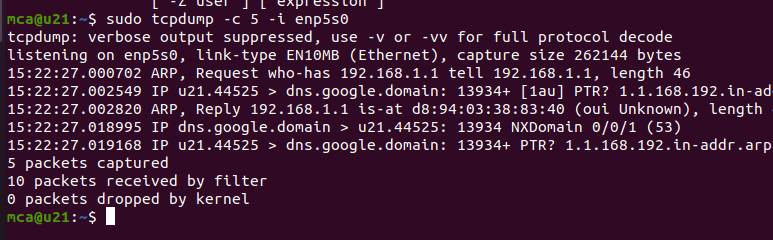 [ -Z user ] [ expression ]
mca@u21:~$ sudo tcpdump -c 5 -i enp5s0
tcpdump: verbose output suppressed, use -v or -vv for full protocol decode
listening on enp5s0, link-type EN10MB (Ethernet), capture size 262144 bytes
15:22:27.000702 ARP, Request who-has 192.168.1.1 tell 192.168.1.1, length 46
15:22:27.002549 IP u21.44525 > dns.google.domain: 13934+ [1au] PTR? 1.1.168.192.in-ad
15:22:27.002820 ARP, Reply 192.168.1.1 is-at d8:94:03:38:83:40 (oui Unknown), length
15:22:27.018995 IP dns.google.domain > u21.44525: 13934 NXDomain 0/0/1 (53)
15:22:27.019168 IP u21.44525 > dns.google.domain: 13934+ PTR? 1.1.168.192.in-addr.arp
5 packets captured
10 packets received by filter
0 packets dropped by kernel
mca@u21:~$